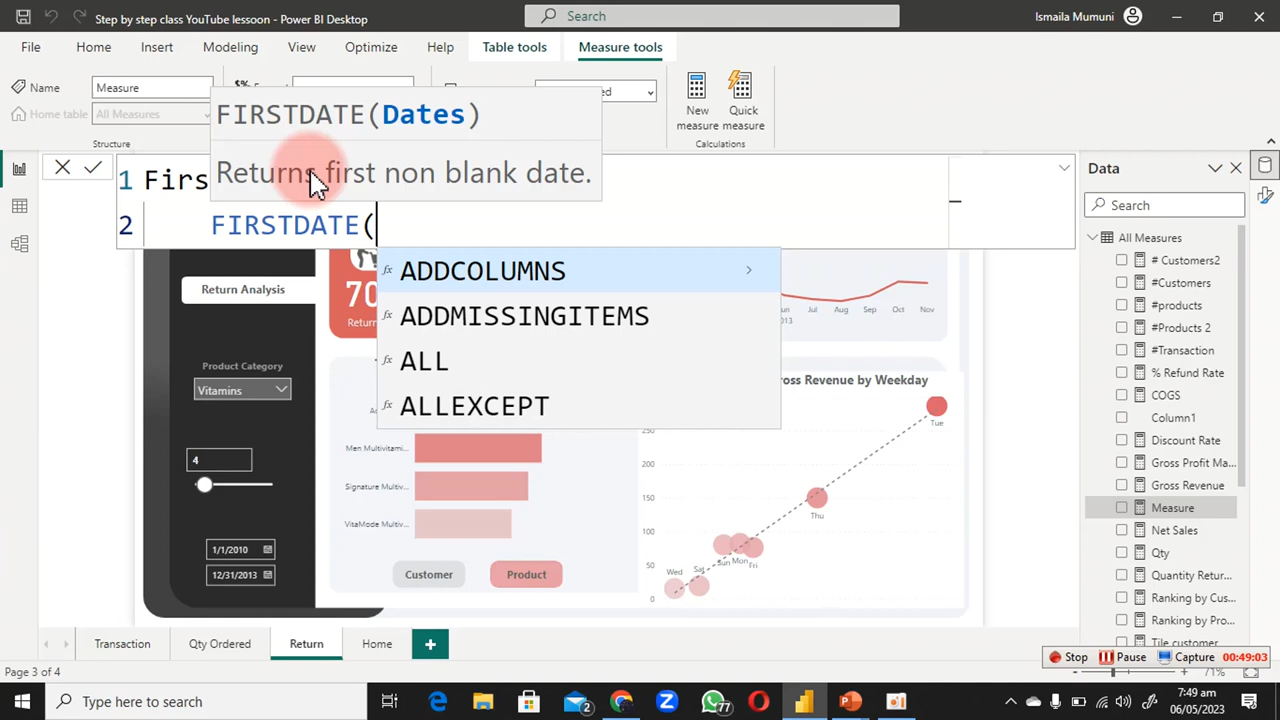 Step by step class YouTube lessoon - Power BI Desktop
Search
Ismaila Mumuni
File
Home
Insert
Modeling
View
Optimize
Help
Table tools
Measure tools
Name
Measure
Home table
All Measures
Structure
New
measure
Quick
measure
Calculations
FIRSTDATE(Dates)
Returns first non blank date.
1 Firs
2 FIRSTDATE(
ADDCOLUMNS
ADDMISSINGITEMS
ALL
ALLEXCEPT
Return Analysis
70
Product Category
Vitamins
4
1/1/2010
12/31/2013
Jul
Aug
Sep
Oct
Nov
Gross Revenue by Weekday
Men Multivitami...
Signature Multiv...
VitaMode Multiv...
Customer
Product
200
150
100
50
0
Wed
Sat
Sun
Mon
Fri
Thu
Tue
Data
Search
All Measures
# Customers2
#Customers
#products
#Products 2
#Transaction
% Refund Rate
COGS
Column1
Discount Rate
Gross Profit Ma...
Gross Revenue
Measure
Net Sales
Qty
Quantity Retur...
Ranking by Cus...
Ranking by Pro...
Tile customer
Transaction
Qty Ordered
Return
Home
Page 3 of 4
Stop
Pause
Capture
00:49:03
71%
Type here to search
2
77
7:49 am
06/05/2023